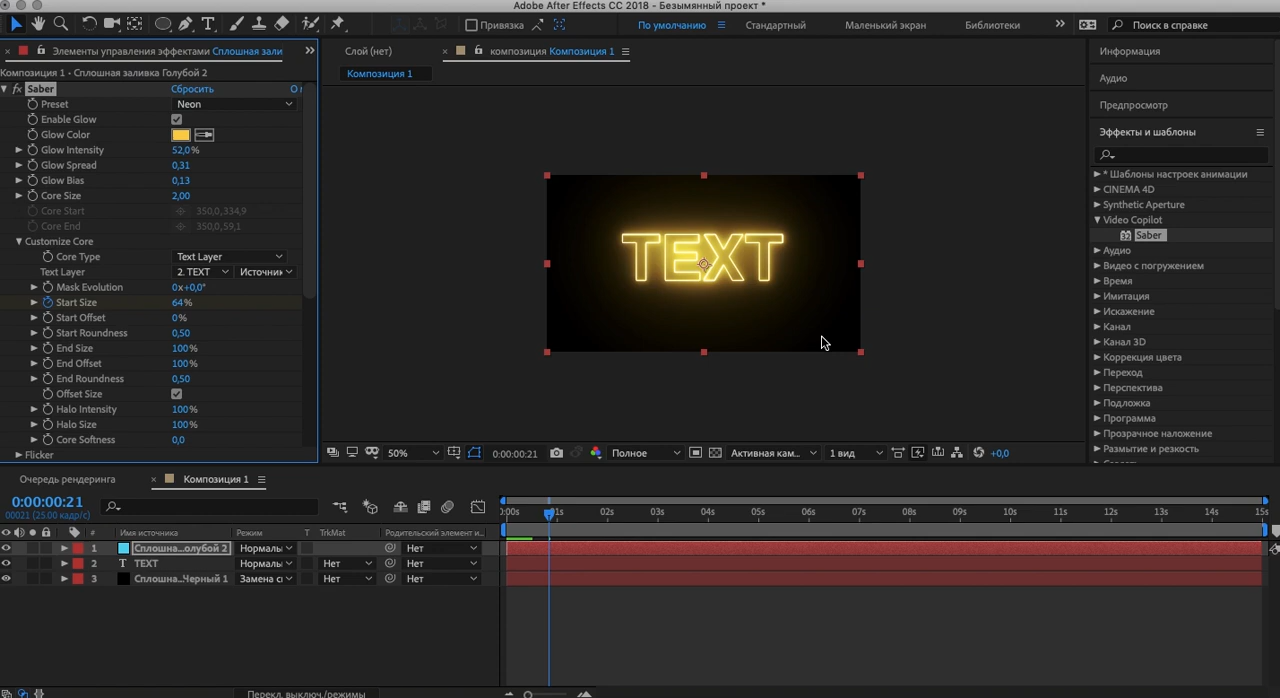 Adobe After Effects CC 2018 - Безымянный проект *
Привязка
По умолчанию
Стандартный
Маленький экран
Библиотеки
Поиск в справке
Элементы управления эффектами Сплошная зали
Композиция 1 • Сплошная заливка Голубой 2
fx Saber Сбросить
Preset Neon
Enable Glow
Glow Color
Glow Intensity 52,0%
Glow Spread 0,31
Glow Bias 0,13
Core Size 2,00
Core Start 350,0,334,9
Core End 350,0,59,1
Customize Core
Core Type Text Layer
Text Layer 2. TEXT Источник
Mask Evolution 0x+0,0°
Start Size 64%
Start Offset 0%
Start Roundness 0,50
End Size 100%
End Offset 100%
End Roundness 0,50
Offset Size
Halo Intensity 100%
Halo Size 100%
Core Softness 0,0
Flicker
Слой (нет)
композиция Композиция 1
Композиция 1
TEXT
50%
0:00:00:21
Полное
Активная кам...
1 вид
+0,0
Информация
Аудио
Предпросмотр
Эффекты и шаблоны
* Шаблоны настроек анимации
CINEMA 4D
Synthetic Aperture
Video Copilot
32 Saber
Аудио
Видео с погружением
Время
Имитация
Искажение
Канал
Канал 3D
Коррекция цвета
Переход
Перспектива
Подложка
Программа
Прозрачное наложение
Размытие и резкость
Очередь рендеринга
Композиция 1
0:00:00:21
00021 (25.00 кадр/с)
# Имя источника Режим T TrkMat Родительский элемент и...
1 Сплошна...олубой 2 Нормаль Нет
2 T TEXT Нормаль Нет Нет
3 Сплошна...Черный 1 Замена с Нет Нет
0:00s 01s 02s 03s 04s 05s 06s 07s 08s 09s 10s 11s 12s 13s 14s 15s
Перекл. выключ./режимы